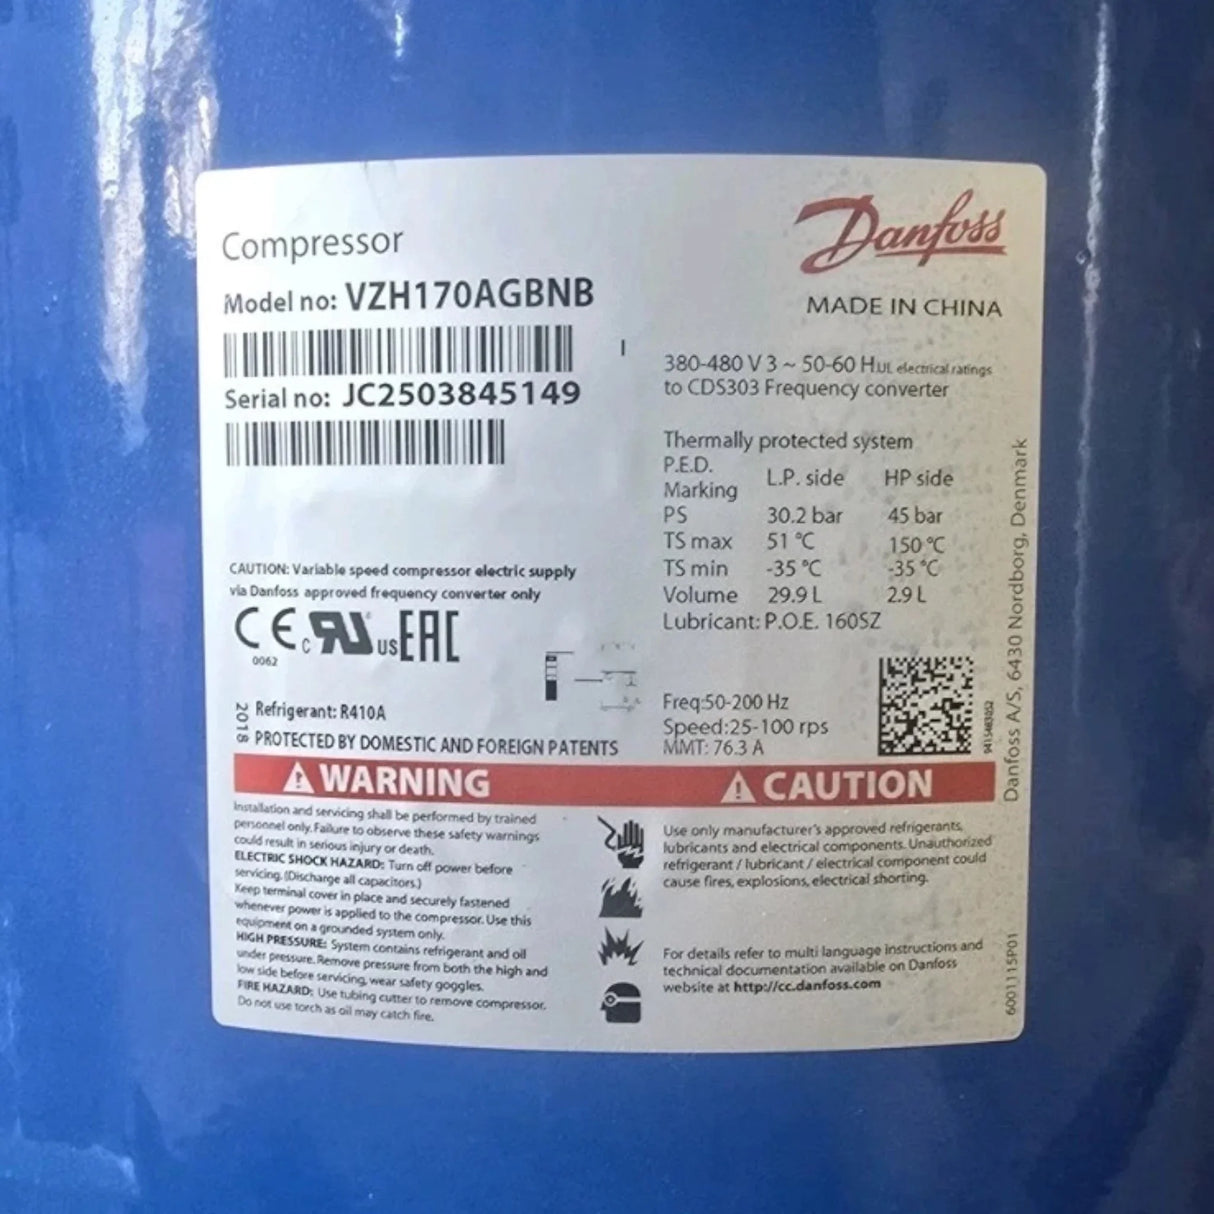 Compressor
Model no: VZH170AGBNB
Serial no: JC2503845149
CAUTION: Variable speed compressor electric supply
via Danfoss approved frequency converter only
CE 0062 c RU us EAC
2018
Refrigerant: R410A
PROTECTED BY DOMESTIC AND FOREIGN PATENTS
Danfoss
MADE IN CHINA
380-480 V 3 ~ 50-60 H UL electrical ratings
to CDS303 Frequency converter
Thermally protected system
P.E.D.
Marking L.P. side HP side
PS 30.2 bar 45 bar
TS max 51 °C 150 °C
TS min -35 °C -35 °C
Volume 29.9 L 2.9 L
Lubricant: P.O.E. 160SZ
Freq:50-200 Hz
Speed:25-100 rps
MMT: 76.3 A
Danfoss A/S, 6430 Nordborg, Denmark
WARNING
Installation and servicing shall be performed by trained
personnel only. Failure to observe these safety warnings
could result in serious injury or death.
ELECTRIC SHOCK HAZARD: Turn off power before
servicing. (Discharge all capacitors.)
Keep terminal cover in place and securely fastened
whenever power is applied to the compressor. Use this
equipment on a grounded system only.
HIGH PRESSURE: System contains refrigerant and oil
under pressure. Remove pressure from both the high and
low side before servicing, wear safety goggles.
FIRE HAZARD: Use tubing cutter to remove compressor.
Do not use torch as oil may catch fire.
CAUTION
Use only manufacturer's approved refrigerants,
lubricants and electrical components. Unauthorized
refrigerant / lubricant / electrical component could
cause fires, explosions, electrical shorting.
For details refer to multi language instructions and
technical documentation available on Danfoss
website at http://cc.danfoss.com
6001115P01